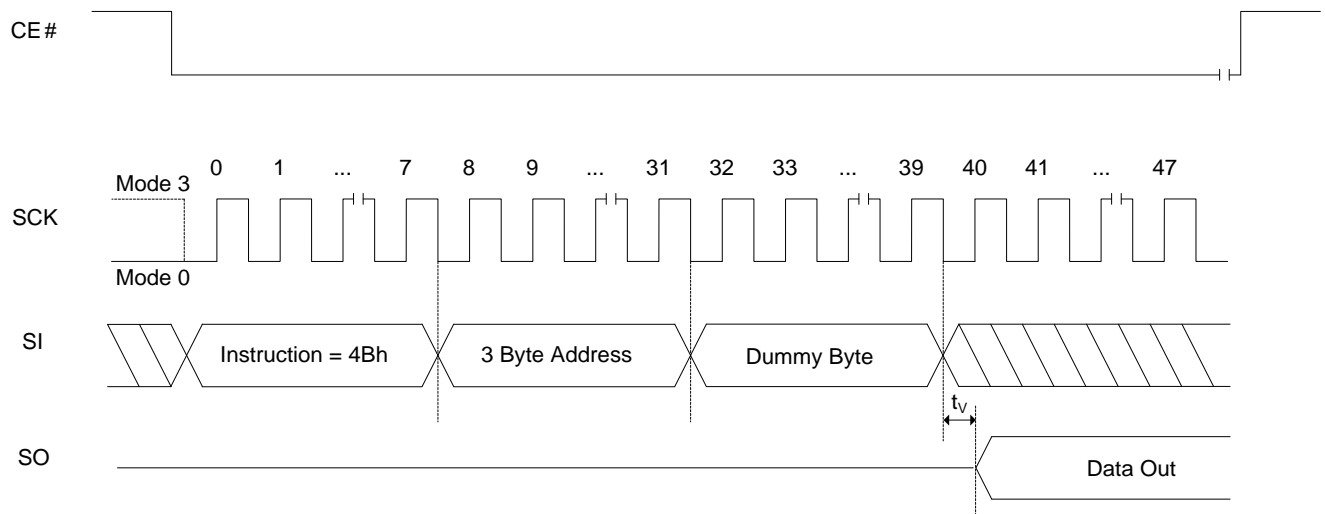 CE#
0 1 ... 7 8 9 ... 31 32 33 ... 39 40 41 ... 47
Mode 3
SCK
Mode 0
SI
Instruction = 4Bh
3 Byte Address
Dummy Byte
tV
SO
Data Out